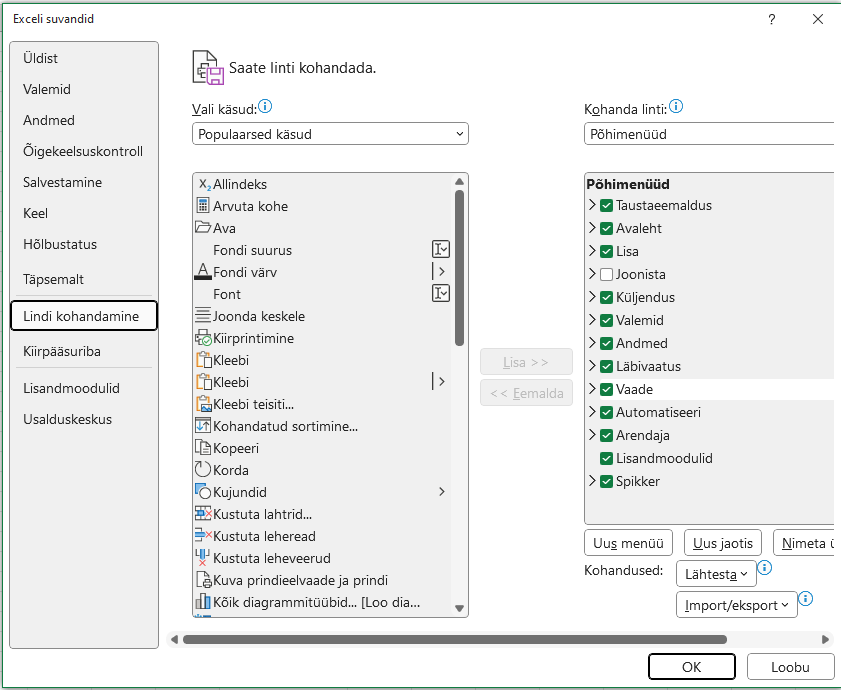 Exceli suvandid
?
Üldist
Valemid
Andmed
Õigekeelsuskontroll
Salvestamine
Keel
Hõlbustatus
Täpsemalt
Lindi kohandamine
Kiirpääsuriba
Lisandmoodulid
Usalduskeskus
Saate linti kohandada.
Vali käsud:
Populaarsed käsud
Allindeks
Arvuta kohe
Ava
Fondi suurus
Fondi värv
Font
Joonda keskele
Kiirprintimine
Kleebi
Kleebi
Kleebi teisiti...
Kohandatud sortimine...
Kopeeri
Korda
Kujundid
Kustuta lahtrid...
Kustuta leheread
Kustuta leheveerud
Kuva prindieelvaade ja prindi
Kõik diagrammitüübid... [Loo dia...
Lisa >>
<< Eemalda
Kohanda linti:
Põhimenüüd
Põhimenüüd
Taustaeemaldus
Avaleht
Lisa
Joonista
Küljendus
Valemid
Andmed
Läbivaatus
Vaade
Automatiseeri
Arendaja
Lisandmoodulid
Spikker
Uus menüü
Uus jaotis
Nimeta ü
Kohandused:
Lähtesta
Import/eksport
OK
Loobu